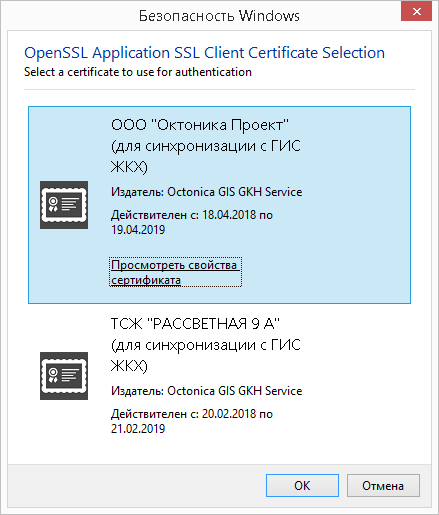 Безопасность Windows
OpenSSL Application SSL Client Certificate Selection
Select a certificate to use for authentication
ООО "Октоника Проект"
(для синхронизации с ГИС
ЖКХ)
Издатель: Octonica GIS GKH Service
Действителен с: 18.04.2018 по
19.04.2019
Просмотреть свойства
сертификата
ТСЖ "РАССВЕТНАЯ 9 А"
(для синхронизации с ГИС
ЖКХ)
Издатель: Octonica GIS GKH Service
Действителен с: 20.02.2018 по
21.02.2019
OK
Отмена